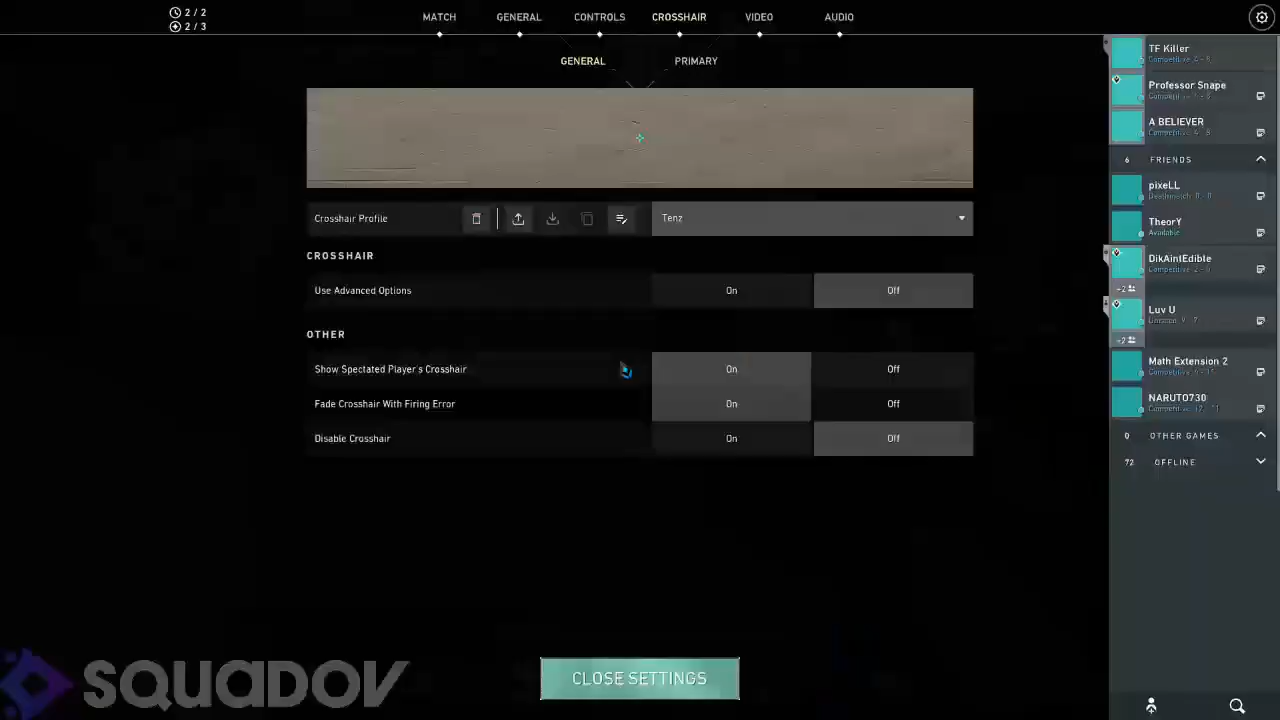 2 / 2
2 / 3
MATCH
GENERAL
CONTROLS
CROSSHAIR
VIDEO
AUDIO
GENERAL
PRIMARY
Crosshair Profile
Tenz
CROSSHAIR
Use Advanced Options
On
Off
OTHER
Show Spectated Player's Crosshair
On
Off
Fade Crosshair With Firing Error
On
Off
Disable Crosshair
On
Off
CLOSE SETTINGS
SQUADOV
TF Killer
Professor Snape
A BELIEVER
6 FRIENDS
pixeLL
TheorY
Available
DikAintEdible
+2
Luv U
+2
Math Extension 2
NARUTO730
0 OTHER GAMES
72 OFFLINE